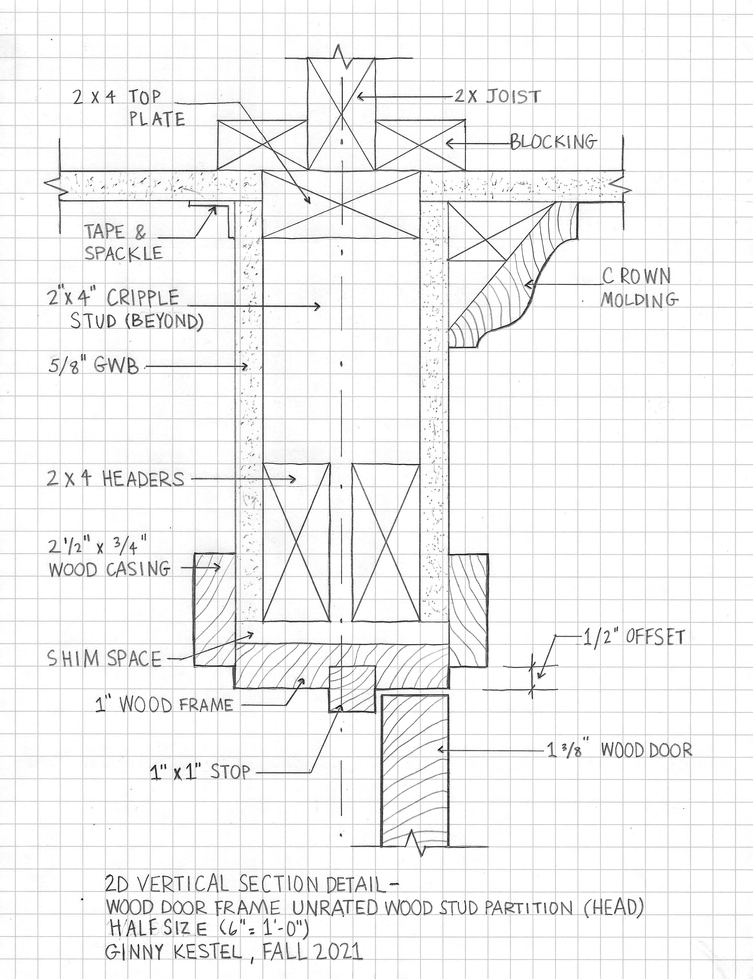 2 X 4 TOP
PLATE
2X JOIST
BLOCKING
TAPE &
SPACKLE
2"x 4" CRIPPLE
STUD (BEYOND)
CROWN
MOLDING
5/8" GWB
2 X 4 HEADERS
2 1/2" x 3/4"
WOOD CASING
SHIM SPACE
1/2" OFFSET
1" WOOD FRAME
1 3/8" WOOD DOOR
1" x 1" STOP
2D VERTICAL SECTION DETAIL-
WOOD DOOR FRAME UNRATED WOOD STUD PARTITION (HEAD)
HALF SIZE (6"= 1'-0")
GINNY KESTEL, FALL 2021